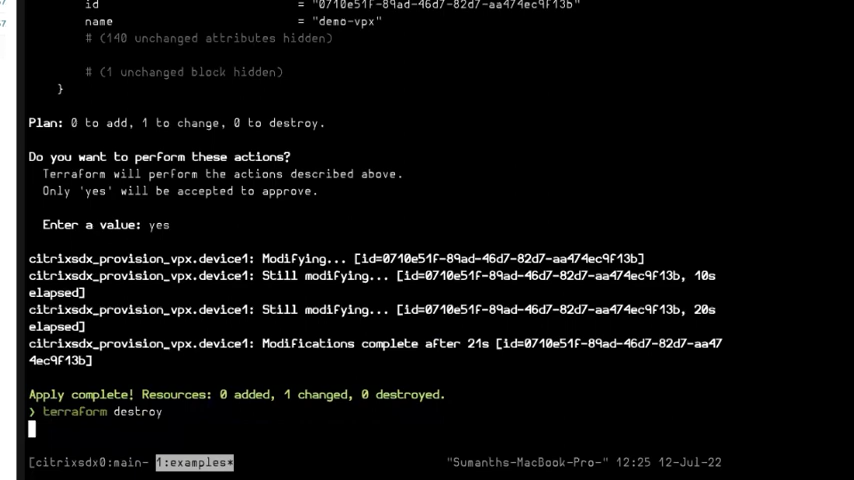 id = "0710e51f-89ad-46d7-82d7-aa474ec9f13b"
name = "demo-vpx"
# (140 unchanged attributes hidden)
# (1 unchanged block hidden)
}
Plan: 0 to add, 1 to change, 0 to destroy.
Do you want to perform these actions?
Terraform will perform the actions described above.
Only 'yes' will be accepted to approve.
Enter a value: yes
citrixsdx_provision_vpx.device1: Modifying... [id=0710e51f-89ad-46d7-82d7-aa474ec9f13b]
citrixsdx_provision_vpx.device1: Still modifying... [id=0710e51f-89ad-46d7-82d7-aa474ec9f13b, 10s
elapsed]
citrixsdx_provision_vpx.device1: Still modifying... [id=0710e51f-89ad-46d7-82d7-aa474ec9f13b, 20s
elapsed]
citrixsdx_provision_vpx.device1: Modifications complete after 21s [id=0710e51f-89ad-46d7-82d7-aa47
4ec9f13b]
Apply complete! Resources: 0 added, 1 changed, 0 destroyed.
❯ terraform destroy
[citrixsdx0:main- 1:examples* "Sumanths-MacBook-Pro-" 12:25 12-Jul-22